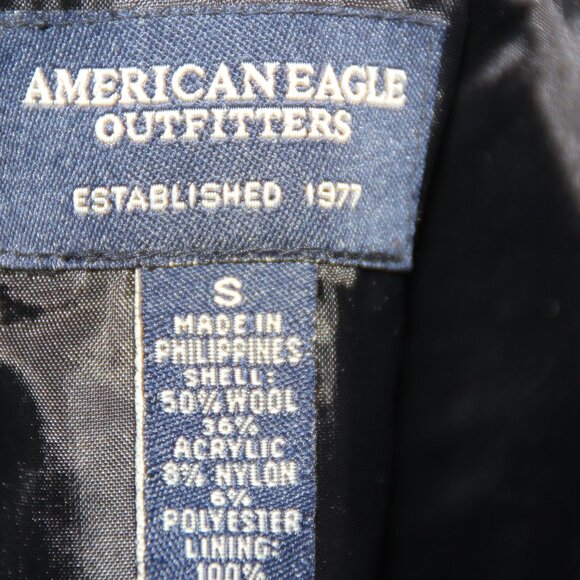 AMERICAN EAGLE
OUTFITTERS
ESTABLISHED 1977
S
MADE IN
PHILIPPINES
SHELL:
50% WOOL
36%
ACRYLIC
8% NYLON
6%
POLYESTER
LINING:
100%